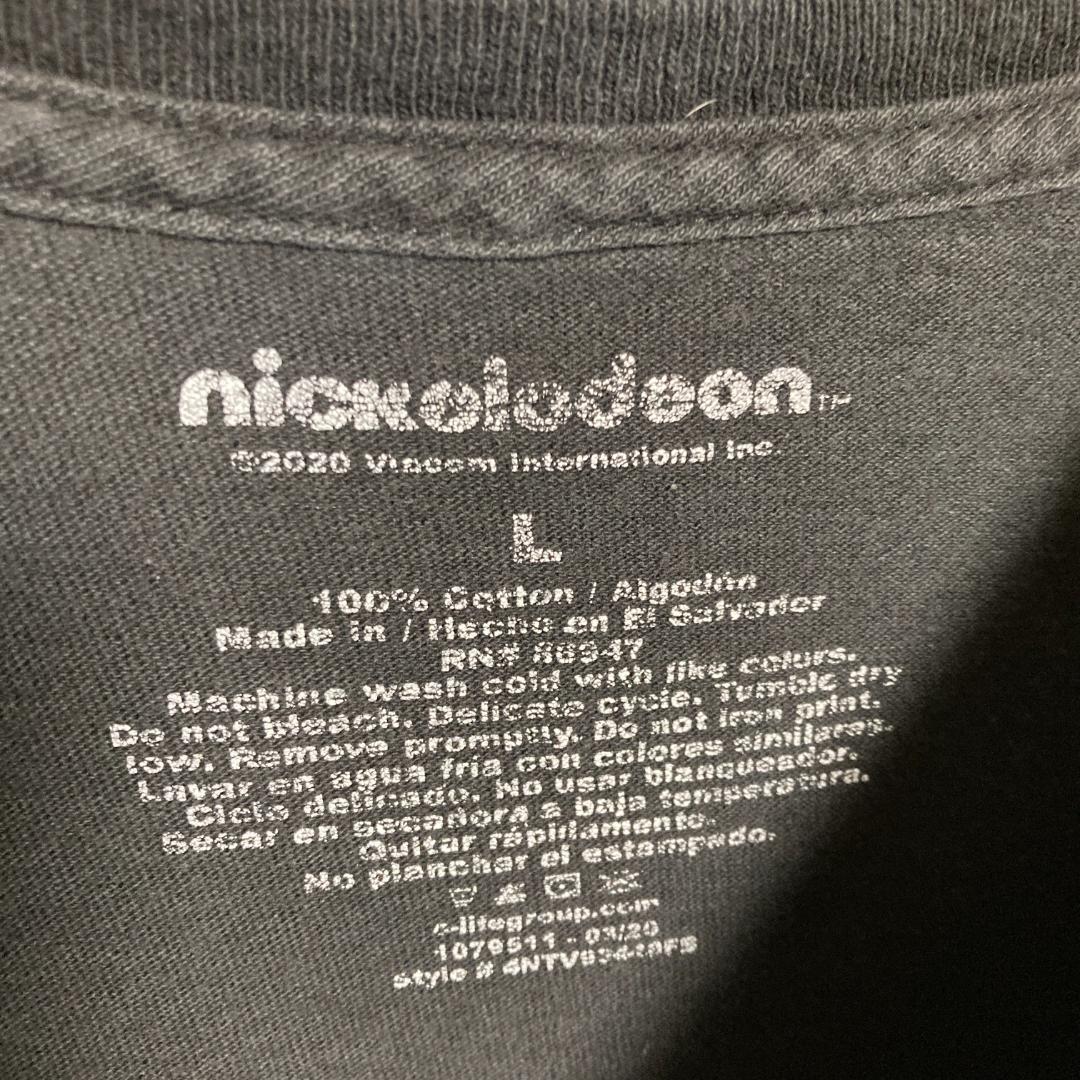 nickelodeon™
©2020 Viacom International Inc.
L
100% Cotton / Algodón
Made in / Hecho en El Salvador
RN#
Machine wash cold with like colors.
Do not bleach. Delicate cycle. Tumble dry
low. Remove promptly. Do not iron print.
Lavar en agua fria con colores similares.
Ciclo delicado. No usar blanqueador.
Secar en secadora a baja temperatura.
Quitar rápidamente.
No planchar el estampado.
c-lifegroup.com
1079511 - 03/20
style #